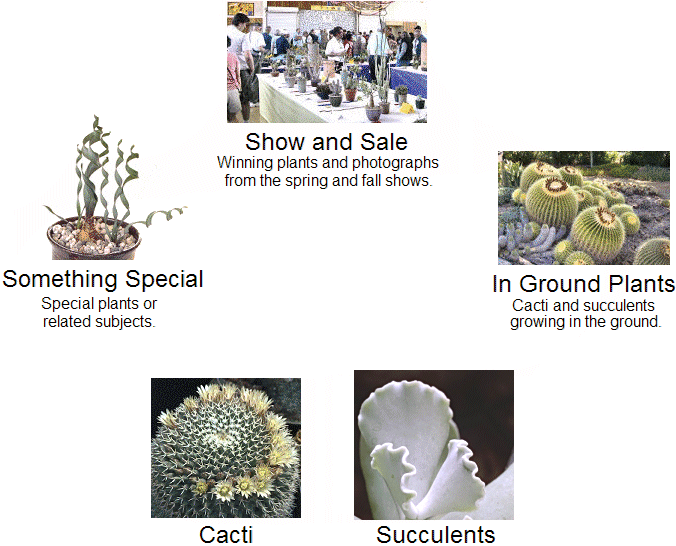 Show and Sale
Winning plants and photographs
from the spring and fall shows.
Something Special
Special plants or
related subjects.
In Ground Plants
Cacti and succulents
growing in the ground.
Cacti
Succulents